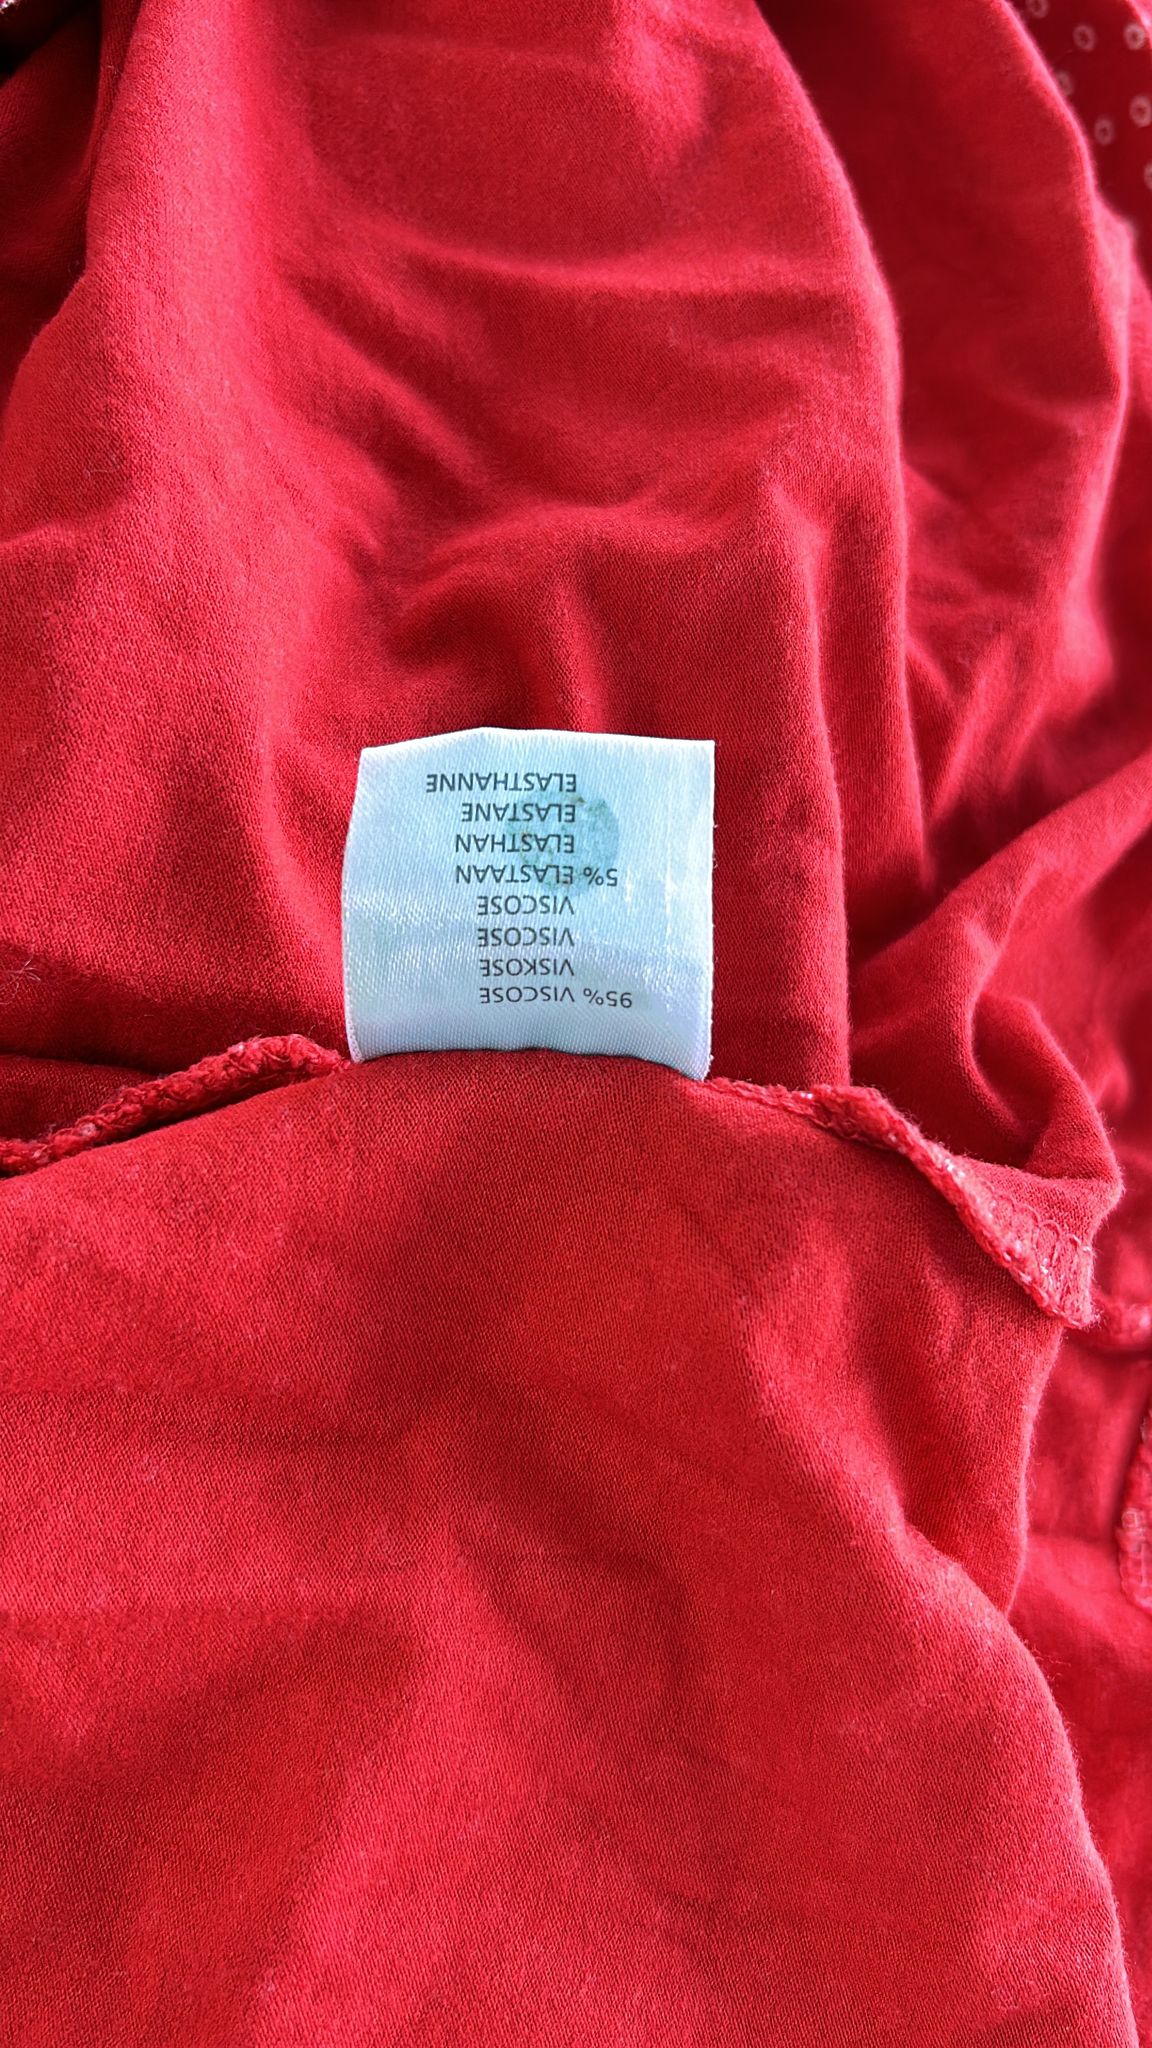 95% VISCOSE
VISKOSE
VISCOSE
VISCOSE
5% ELASTAAN
ELASTHAN
ELASTANE
ELASTHANNE